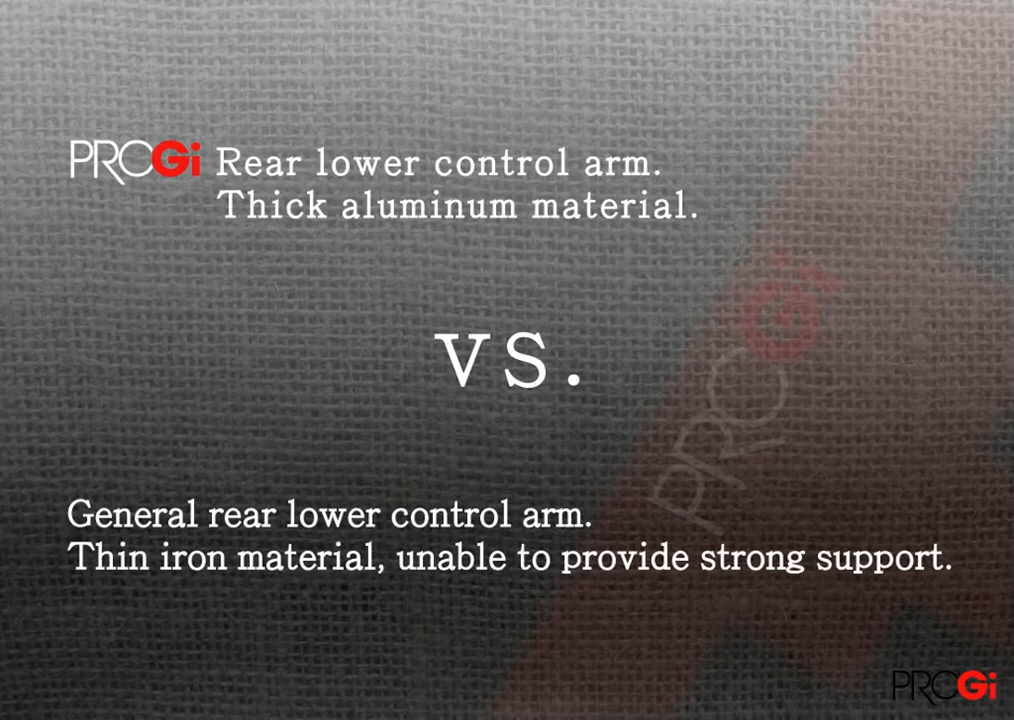 PROGi Rear lower control arm.
Thick aluminum material.
vs.
General rear lower control arm.
Thin iron material, unable to provide strong support.
PROGi
PROGi